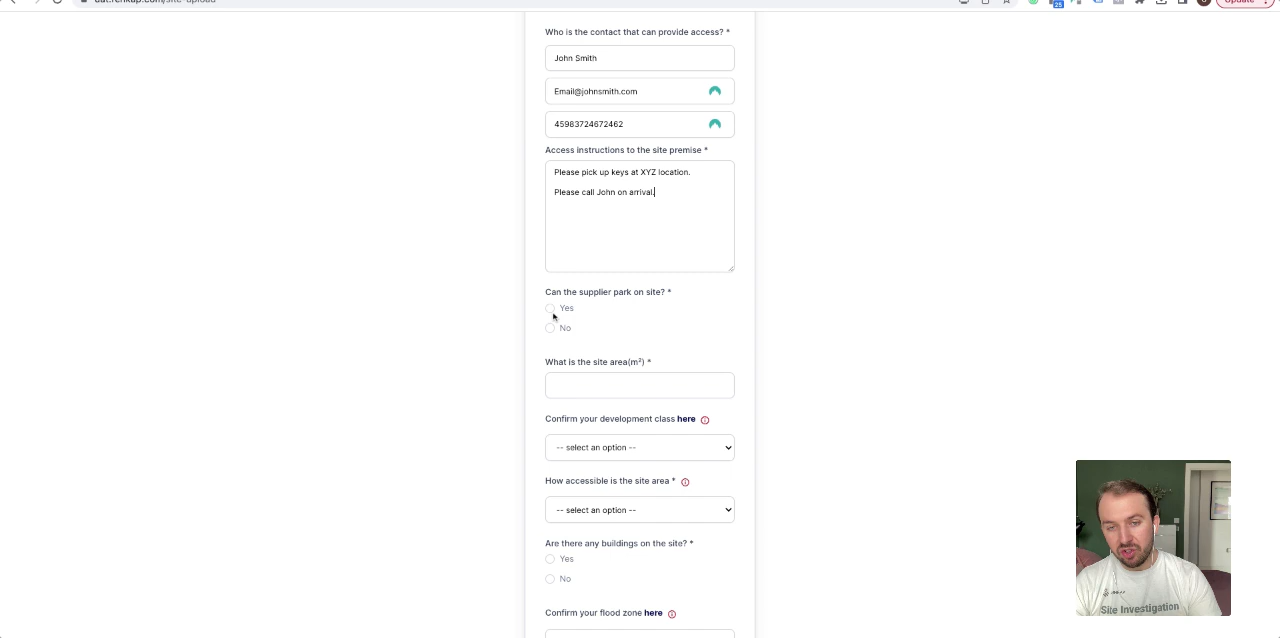 Update
25
Who is the contact that can provide access? *
John Smith
Email@johnsmith.com
45983724672462
Access instructions to the site premise *
Please pick up keys at XYZ location.
Please call John on arrival.
Can the supplier park on site? *
Yes
No
What is the site area(m²) *
Confirm your development class here
-- select an option --
How accessible is the site area *
-- select an option --
Are there any buildings on the site? *
Yes
No
Confirm your flood zone here
Site Investigation